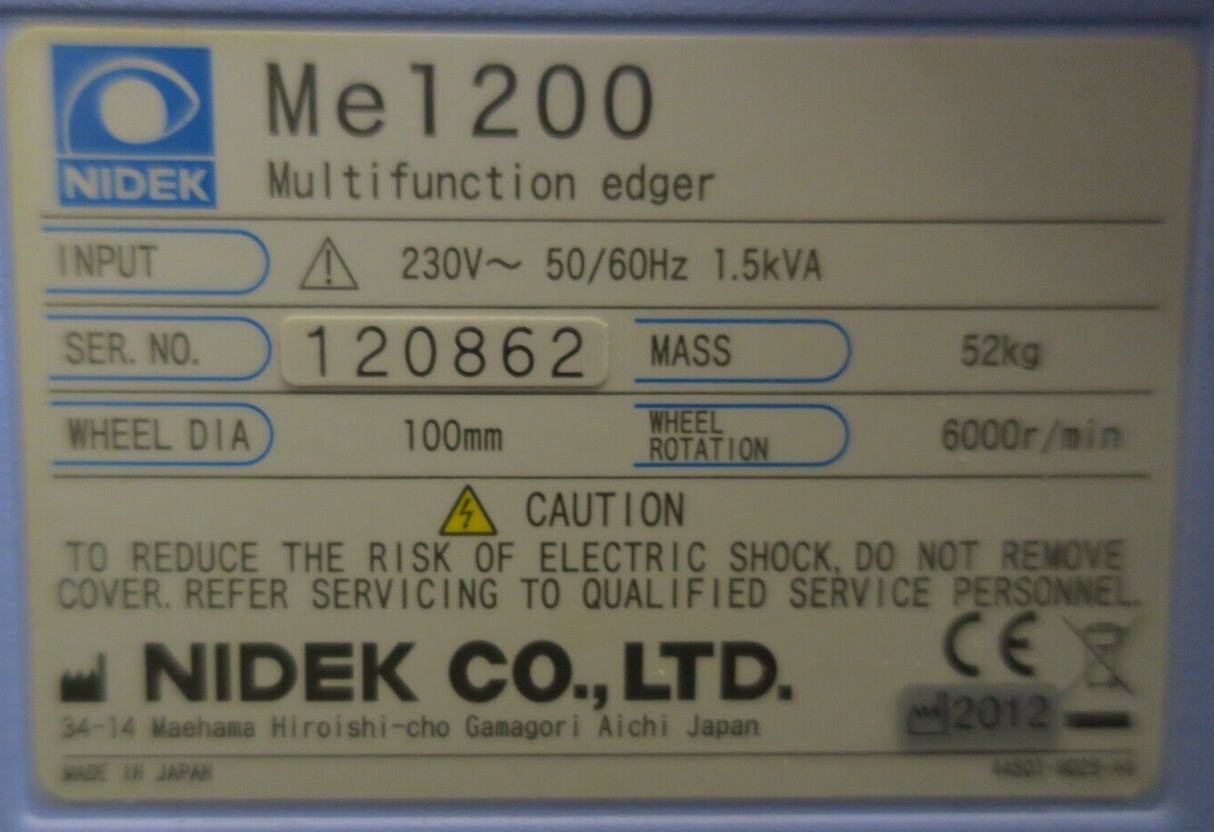 NIDEK
Me1200
Multifunction edger
INPUT 230V～ 50/60Hz 1.5kVA
SER. NO. 120862 MASS 52kg
WHEEL DIA 100mm WHEEL ROTATION 6000r/min
CAUTION
TO REDUCE THE RISK OF ELECTRIC SHOCK, DO NOT REMOVE
COVER. REFER SERVICING TO QUALIFIED SERVICE PERSONNEL.
NIDEK CO., LTD.
CE
2012
34-14 Maehama Hiroishi-cho Gamagori Aichi Japan
MADE IN JAPAN